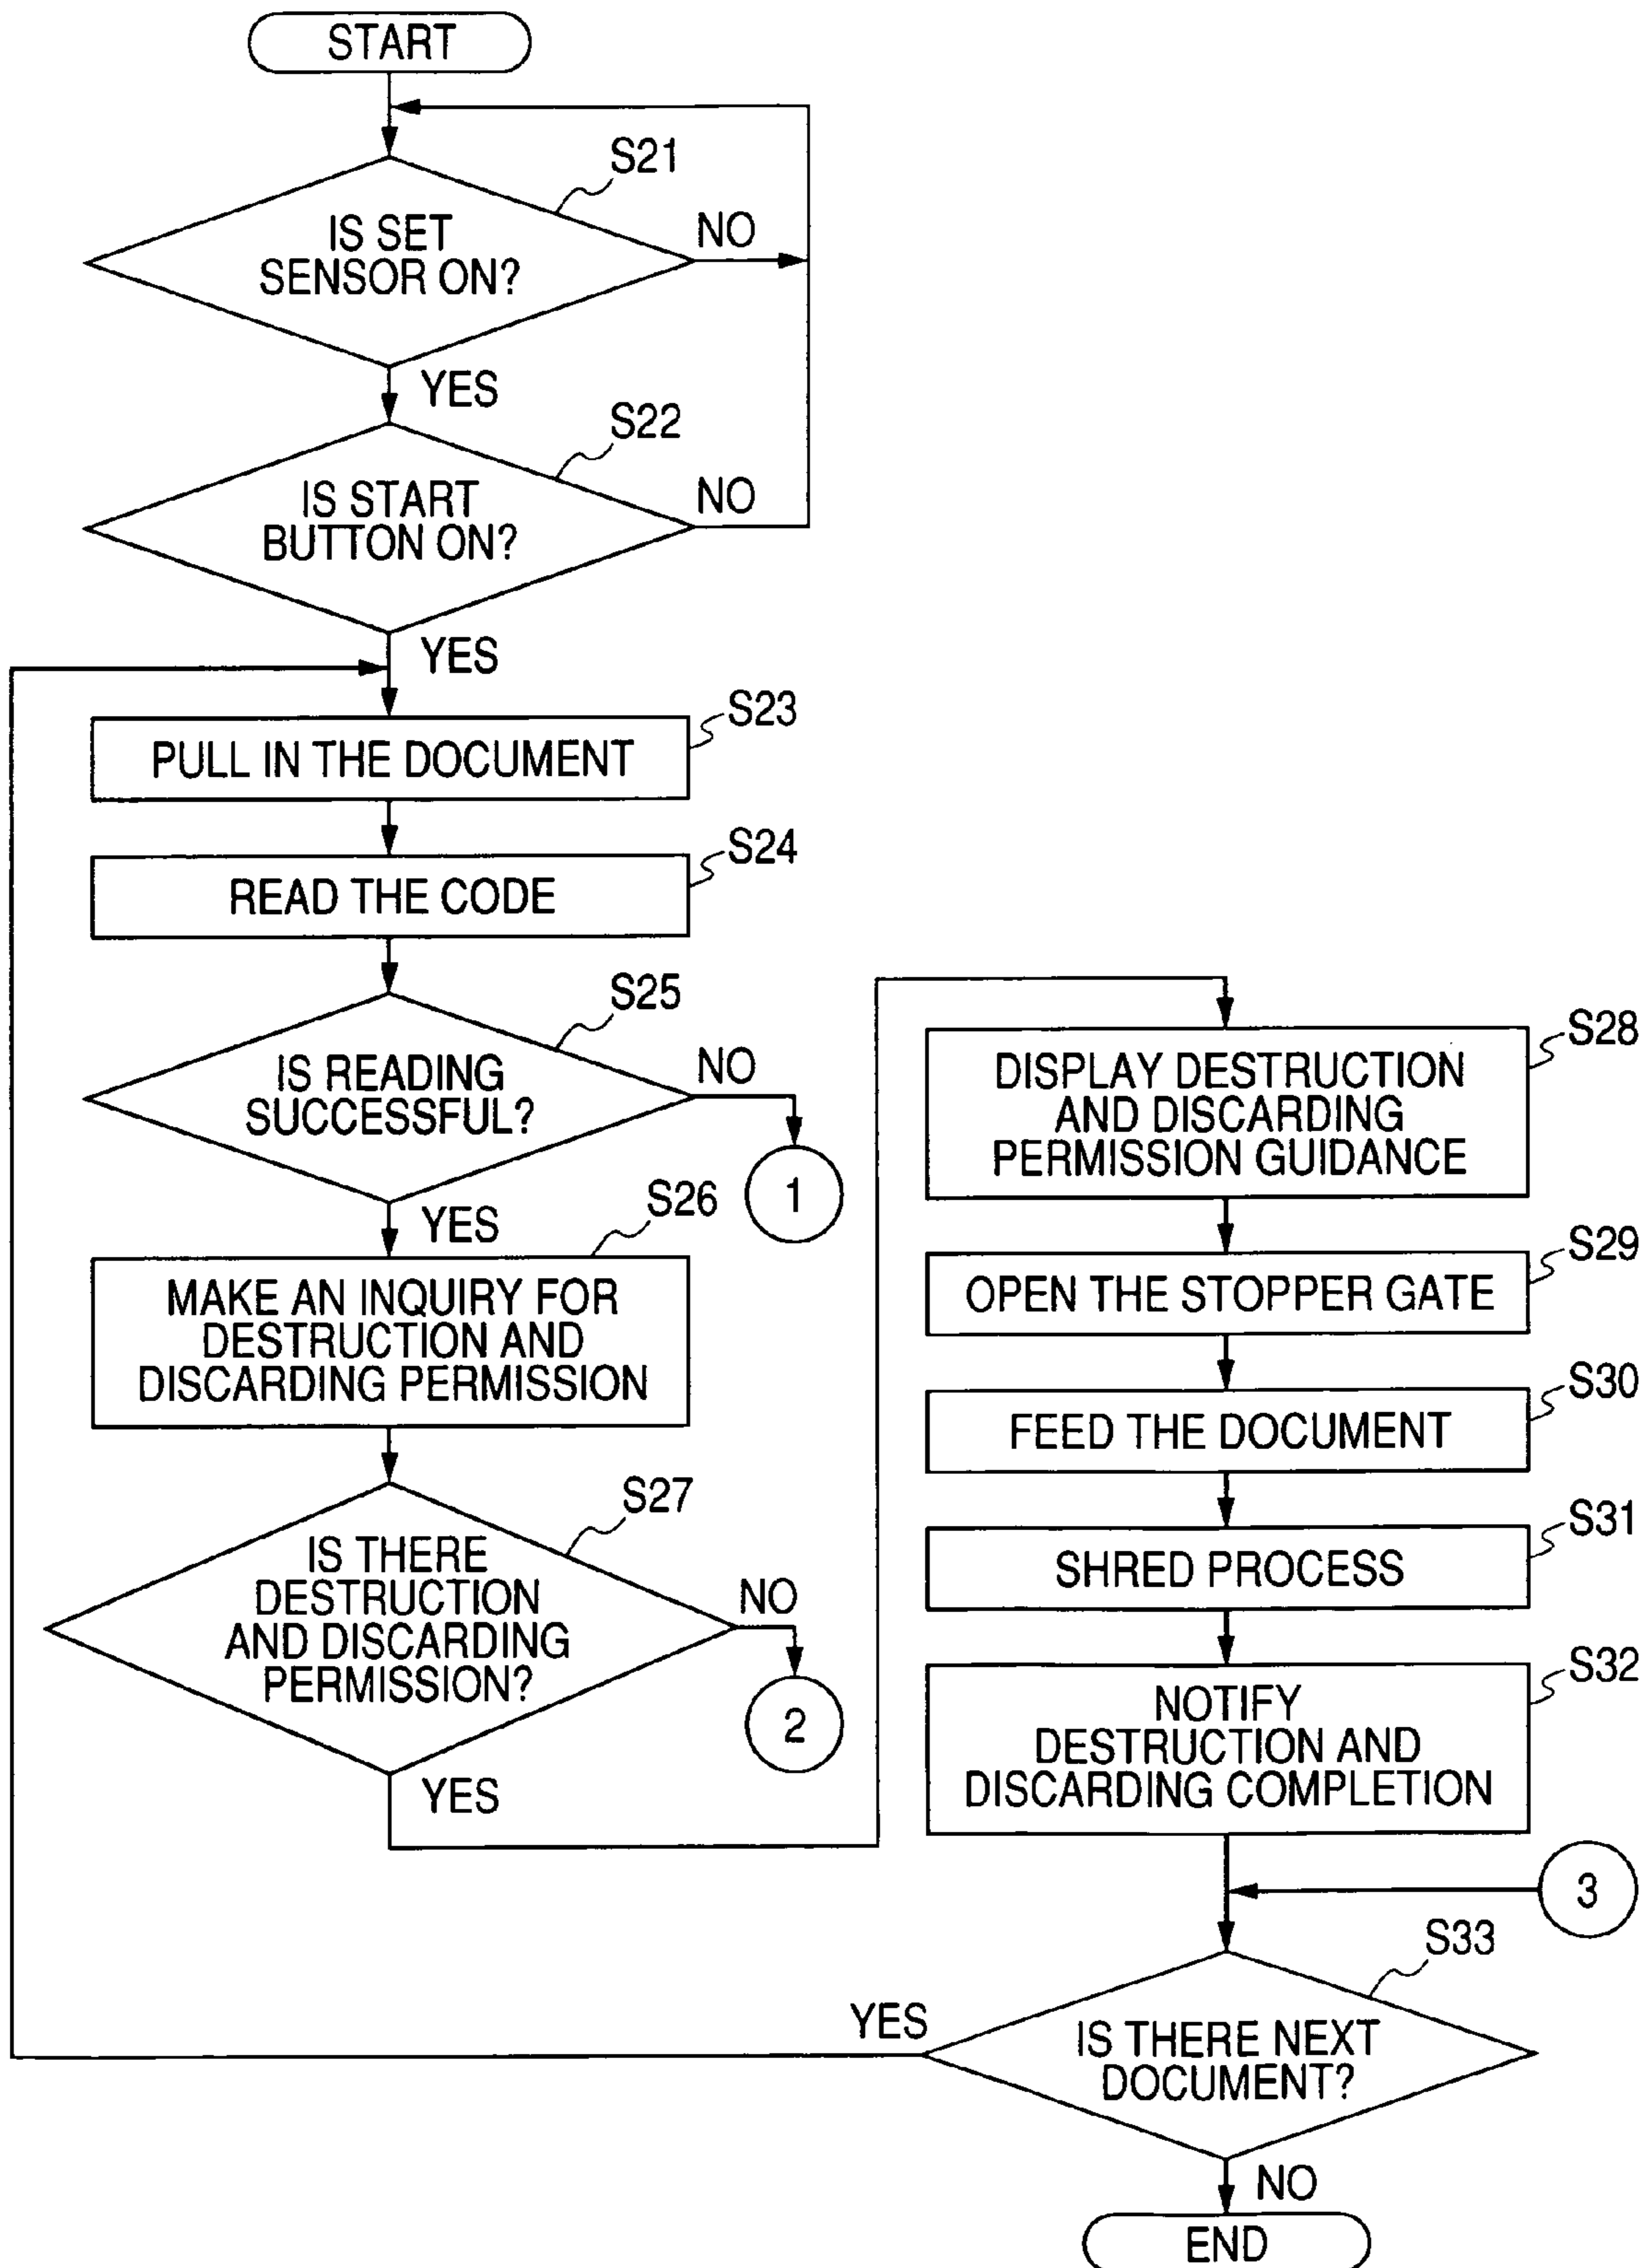 START
S21
IS SET
SENSOR ON?
NO
YES
S22
IS START
BUTTON ON?
NO
YES
S23
PULL IN THE DOCUMENT
S24
READ THE CODE
S25
IS READING
SUCCESSFUL?
NO
1
YES
S26
MAKE AN INQUIRY FOR
DESTRUCTION AND
DISCARDING PERMISSION
S27
IS THERE
DESTRUCTION
AND DISCARDING
PERMISSION?
NO
2
YES
S28
DISPLAY DESTRUCTION
AND DISCARDING
PERMISSION GUIDANCE
S29
OPEN THE STOPPER GATE
S30
FEED THE DOCUMENT
S31
SHRED PROCESS
S32
NOTIFY
DESTRUCTION AND
DISCARDING COMPLETION
3
S33
IS THERE NEXT
DOCUMENT?
YES
NO
END